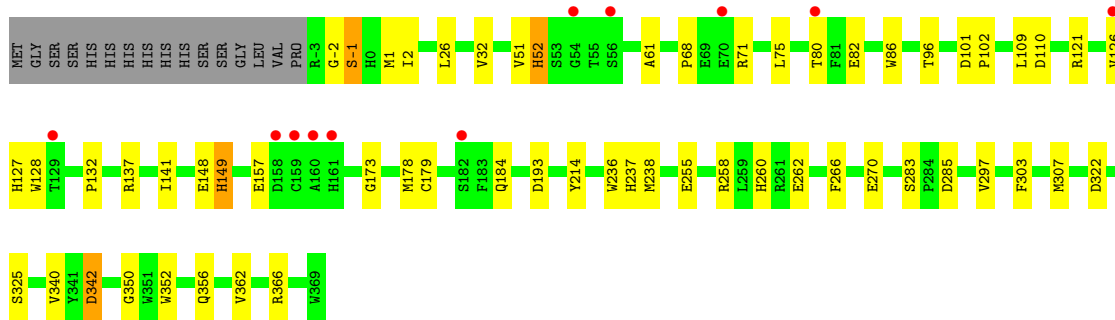 MET GLY SER SER HIS HIS HIS HIS HIS HIS SER SER GLY LEU VAL PRO R-3 G-2 S-1 H0 M1 I2 L26 V32 V51 H52 S53 G54 T55 S56 A61 P68 E69 E70 R71 L75 T80 F81 E82 W86 T96 D101 P102 L109 D110 R121 V126
H127 W128 T129 P132 R137 I141 E148 H149 E157 D158 C159 A160 H161 G173 M178 C179 S182 F183 Q184 D193 Y214 W236 H237 M238 E255 R258 L259 H260 R261 E262 F266 E270 S283 P284 D285 V297 F303 M307 D322
S325 V340 Y341 D342 G350 W351 W352 Q356 V362 R366 W369